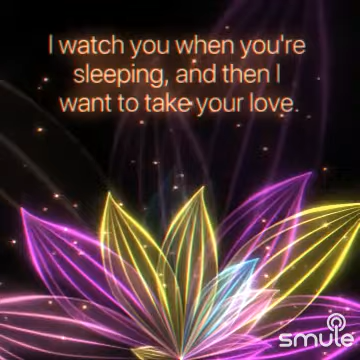 I watch you when you're
sleeping, and then I
want to take your love.
smule